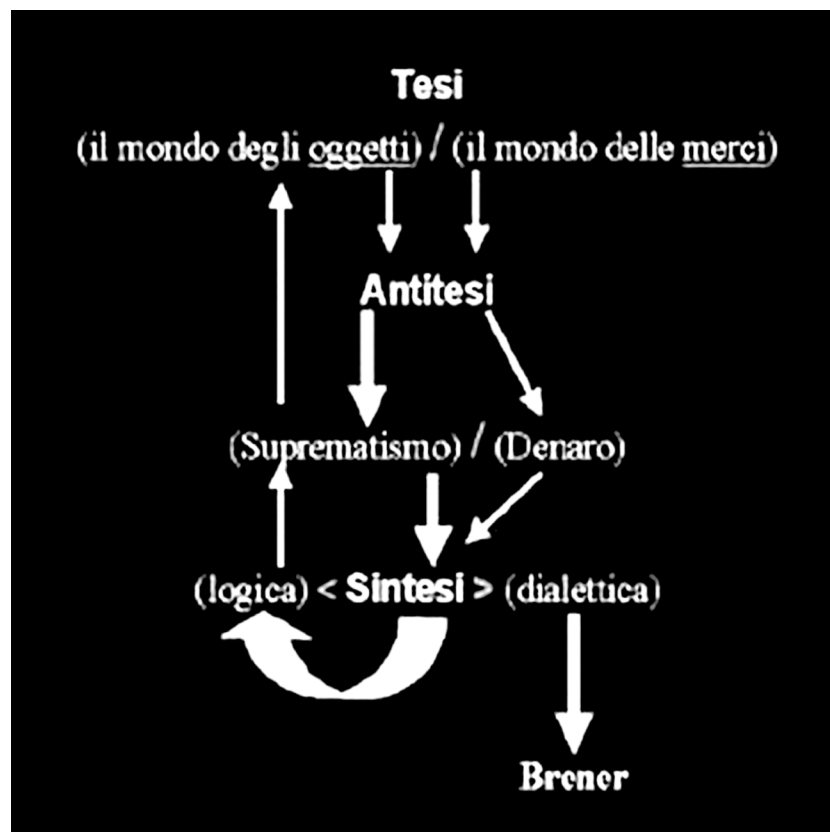 Tesi
(il mondo degli oggetti) / (il mondo delle merci)
Antitesi
(Suprematismo) / (Denaro)
(logica) < Sintesi > (dialettica)
Brener